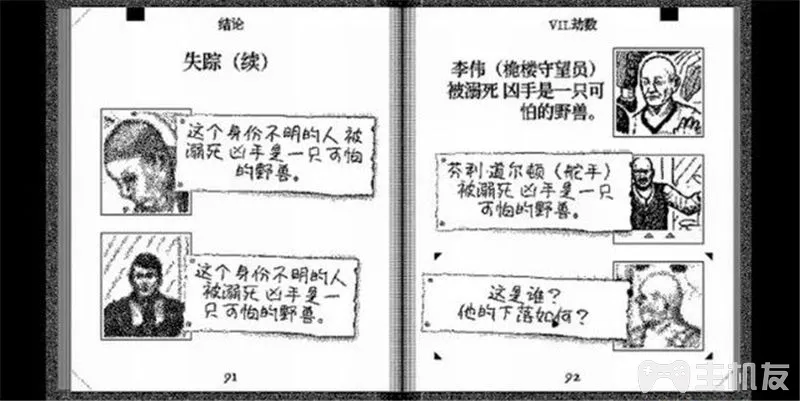 结论
失踪（续）
这个身份不明的人被
溺死 凶手是一只可怕
的野兽。
这个身份不明的人
被溺死 凶手是一
只可怕的野兽。
91
VII.劫数
李伟（桅楼守望员）
被溺死 凶手是一只可
怕的野兽。
芬利·道尔顿（舵手）
被溺死 凶手是一只
可怕的野兽。
这是谁？
他的下落如何？
92
主机友